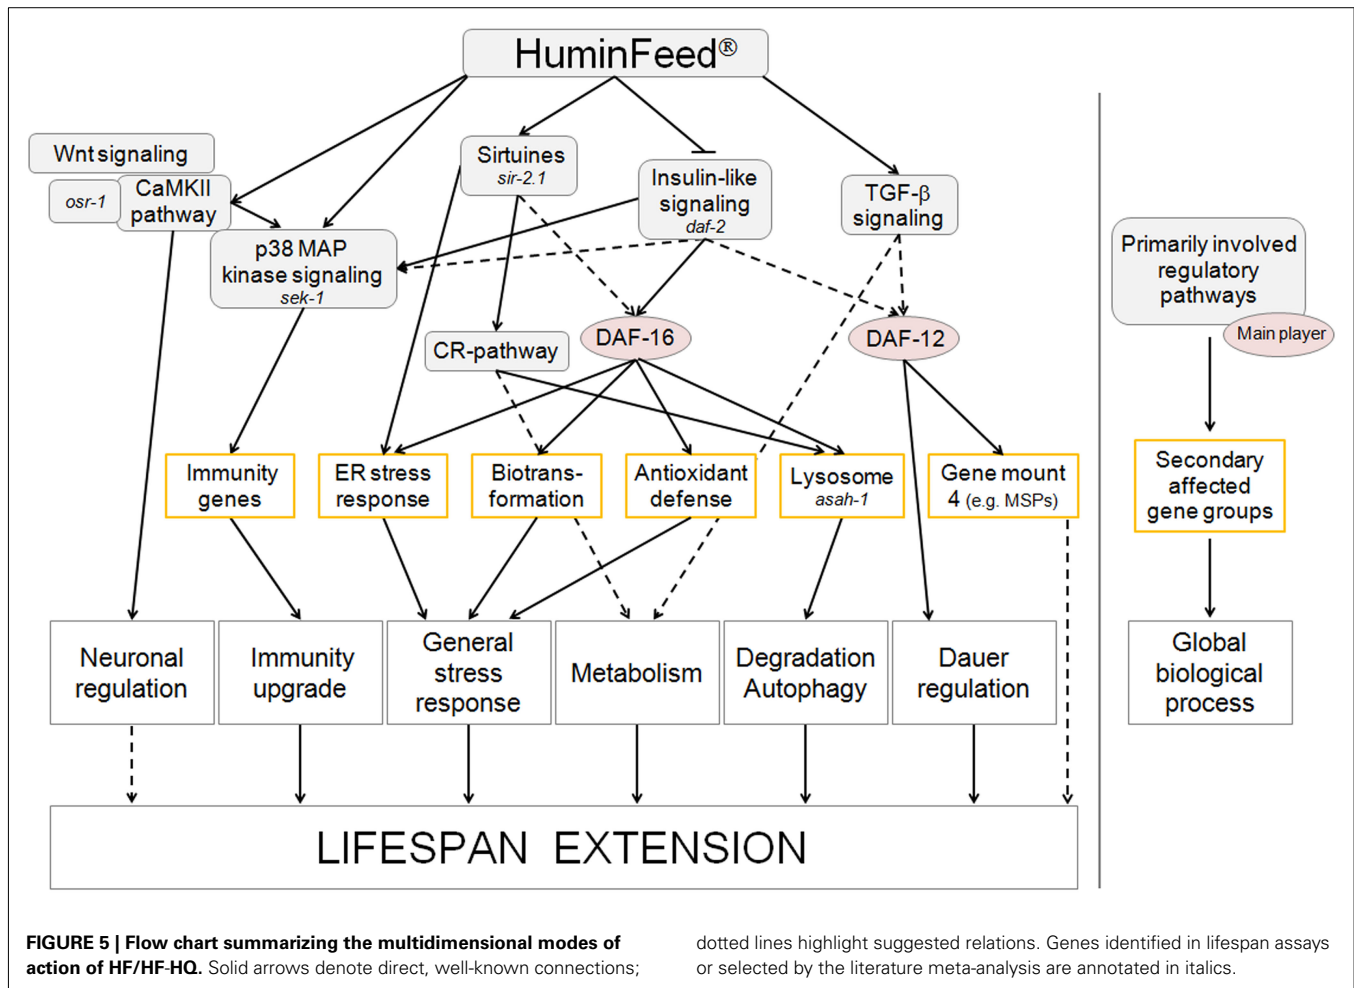 HuminFeed®
Wnt signaling
osr-1
CaMKII
pathway
p38 MAP
kinase signaling
sek-1
Sirtuines
sir-2.1
Insulin-like
signaling
daf-2
TGF-β
signaling
CR-pathway
DAF-16
DAF-12
Immunity
genes
ER stress
response
Biotrans-
formation
Antioxidant
defense
Lysosome
asah-1
Gene mount
4 (e.g. MSPs)
Neuronal
regulation
Immunity
upgrade
General
stress
response
Metabolism
Degradation
Autophagy
Dauer
regulation
LIFESPAN EXTENSION
Primarily involved
regulatory
pathways
Main player
Secondary
affected
gene groups
Global
biological
process
FIGURE 5 | Flow chart summarizing the multidimensional modes of
action of HF/HF-HQ. Solid arrows denote direct, well-known connections;
dotted lines highlight suggested relations. Genes identified in lifespan assays
or selected by the literature meta-analysis are annotated in italics.